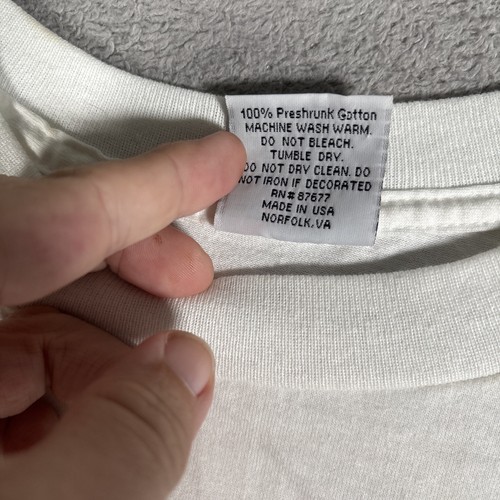 100% Preshrunk Cotton
MACHINE WASH WARM.
DO NOT BLEACH.
TUMBLE DRY.
DO NOT DRY CLEAN. DO
NOT IRON IF DECORATED
RN# 87677
MADE IN USA
NORFOLK, VA